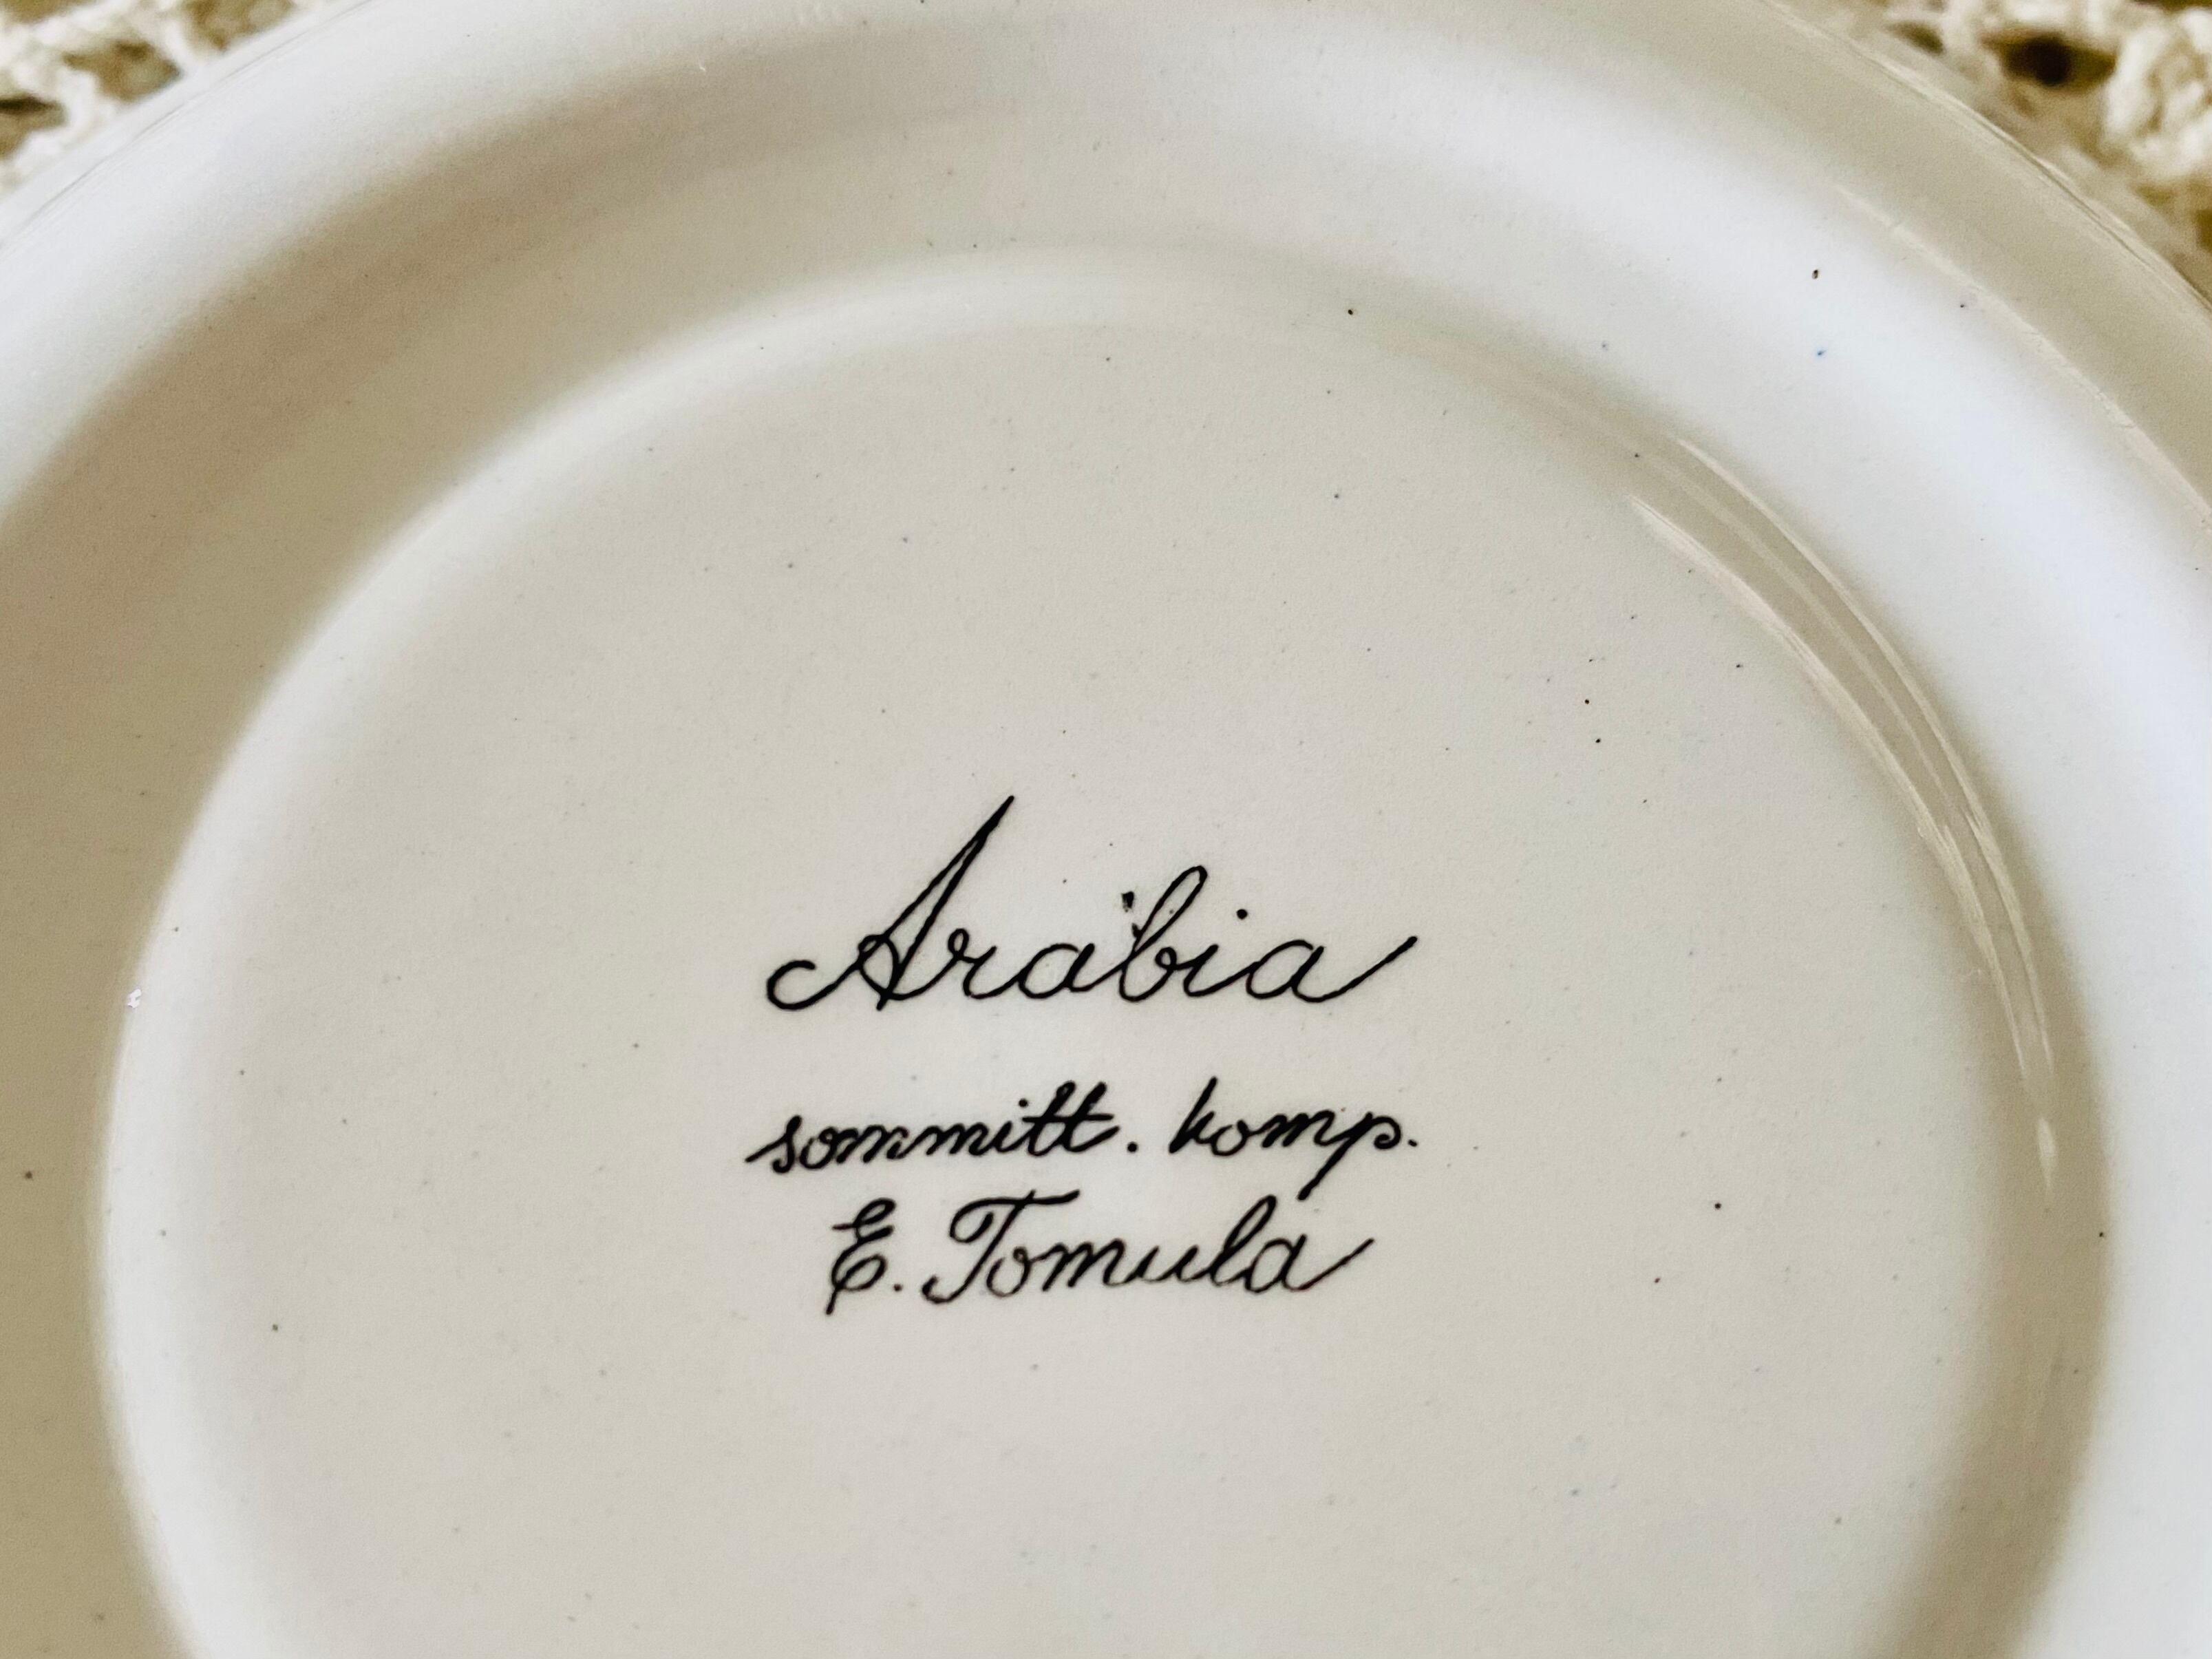 Arabia
sommitt. komp.
E. Tomula